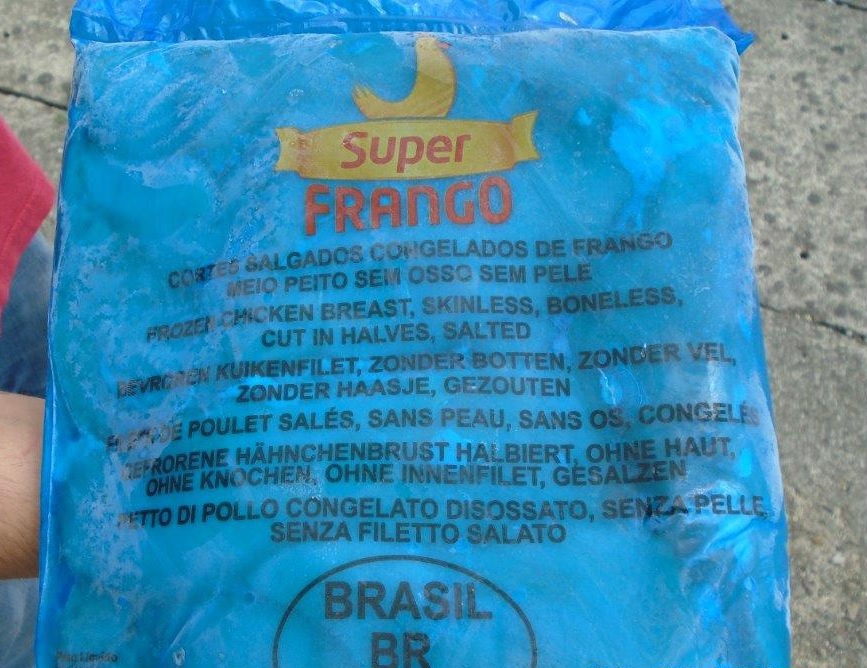 Super
FRANGO
CORTES SALGADOS CONGELADOS DE FRANGO
MEIO PEITO SEM OSSO SEM PELE
FROZEN CHICKEN BREAST, SKINLESS, BONELESS,
CUT IN HALVES, SALTED
BEVROREN KUIKENFILET, ZONDER BOTTEN, ZONDER VEL,
ZONDER HAASJE, GEZOUTEN
DE POULET SALÉS, SANS PEAU, SANS OS, CONGELÉS
GEFRORENE HÄHNCHENBRUST HALBIERT, OHNE HAUT,
OHNE KNOCHEN, OHNE INNENFILET, GESALZEN
PETTO DI POLLO CONGELATO DISOSSATO, SENZA PELLE,
SENZA FILETTO SALATO
BRASIL
BR
Peso Líquido